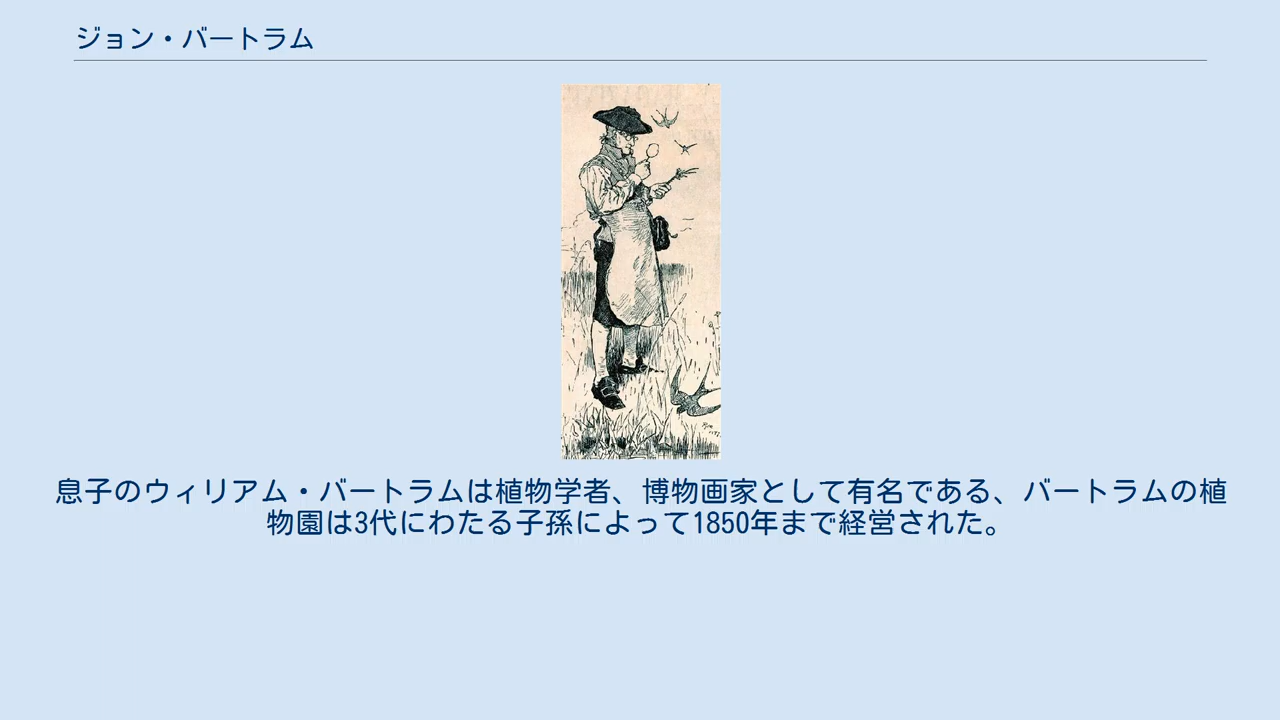 ジョン・バートラム
息子のウィリアム・バートラムは植物学者、博物画家として有名である、バートラムの植
物園は3代にわたる子孫によって1850年まで経営された。